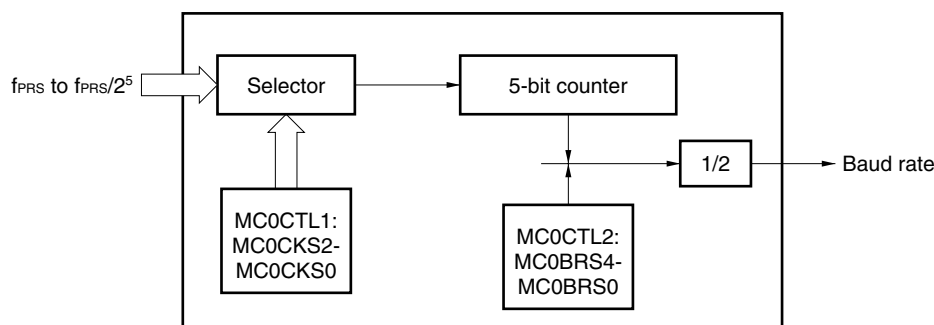 fPRS to fPRS/2⁵
Selector
5-bit counter
1/2
Baud rate
MC0CTL1:
MC0CKS2-
MC0CKS0
MC0CTL2:
MC0BRS4-
MC0BRS0